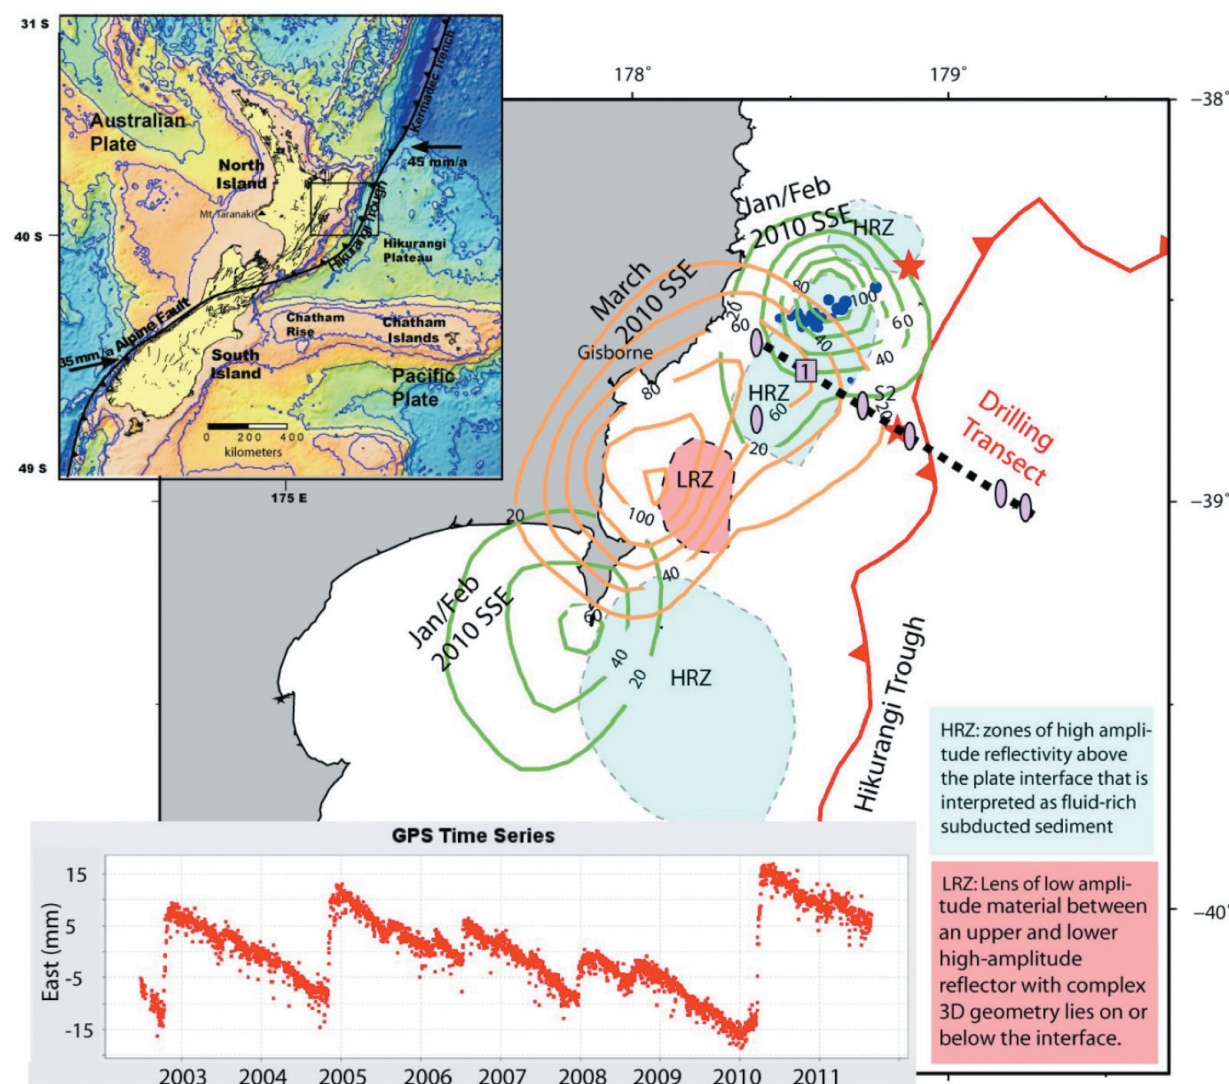 31 S
40 S
49 S
175 E
Australian
Plate
North
Island
Mt. Taranaki
Kermadec Trench
45 mm/a
Hikurangi Trough
Hikurangi
Plateau
Chatham
Rise
Chatham
Islands
35 mm/a Alpine Fault
South
Island
Pacific
Plate
0 200 400
kilometers
178
179
−38
−39
−40
Jan/Feb
2010 SSE
HRZ
March
2010 SSE
Gisborne
80
100
60
40
40
20
60
80
1
HRZ
60
20
S2
20
Drilling
Transect
LRZ
100
20
40
Jan/Feb
2010 SSE
60
40
20
HRZ
Hikurangi Trough
HRZ: zones of high ampli-
tude reflectivity above
the plate interface that is
interpreted as fluid-rich
subducted sediment
LRZ: Lens of low ampli-
tude material between
an upper and lower
high-amplitude
reflector with complex
3D geometry lies on or
below the interface.
GPS Time Series
East (mm)
15
5
-5
-15
2003 2004 2005 2006 2007 2008 2009 2010 2011